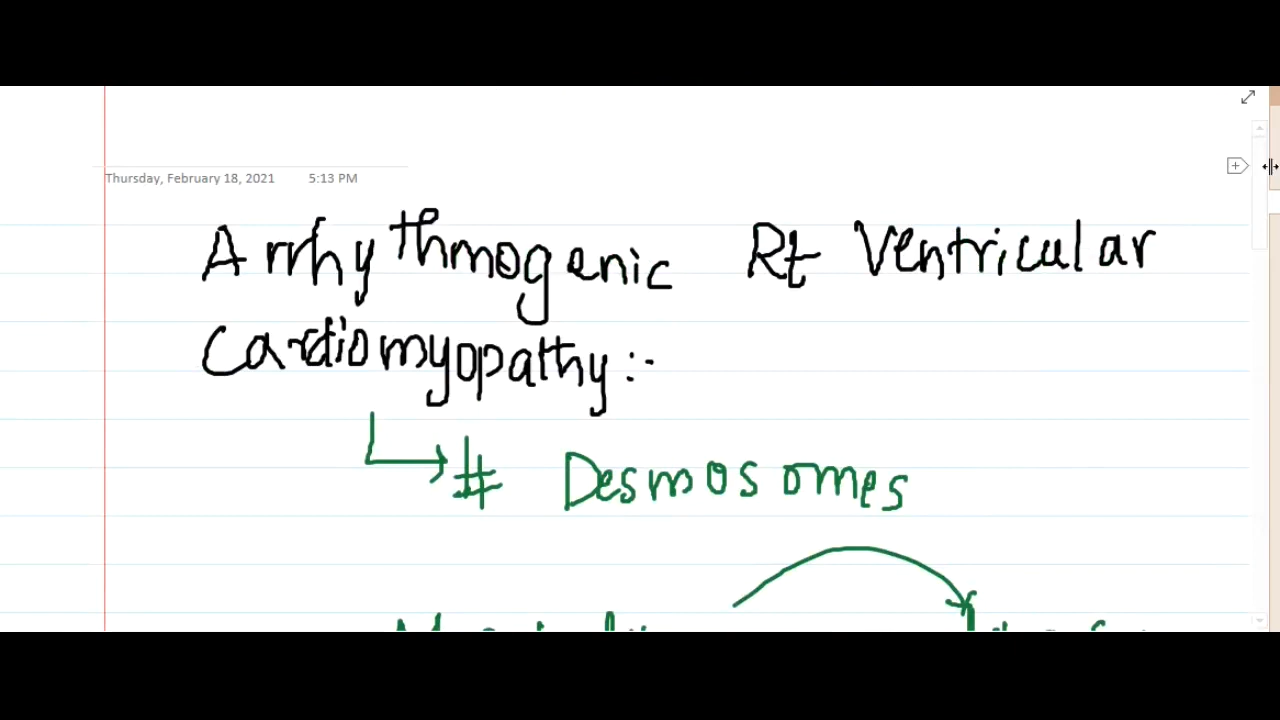 Thursday, February 18, 2021 5:13 PM
Arrhythmogenic Rt Ventricular
Cardiomyopathy :-
# Desmosomes